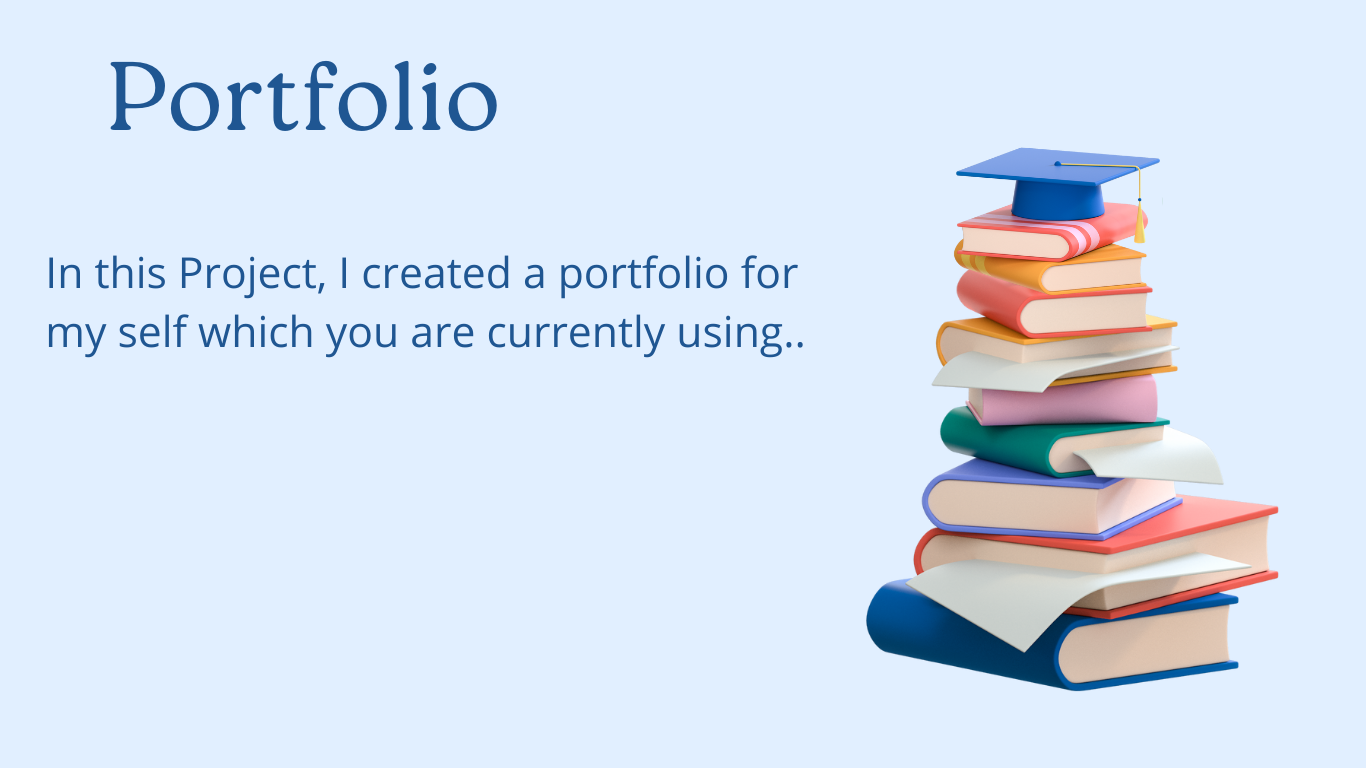 Portfolio
In this Project, I created a portfolio for
my self which you are currently using..